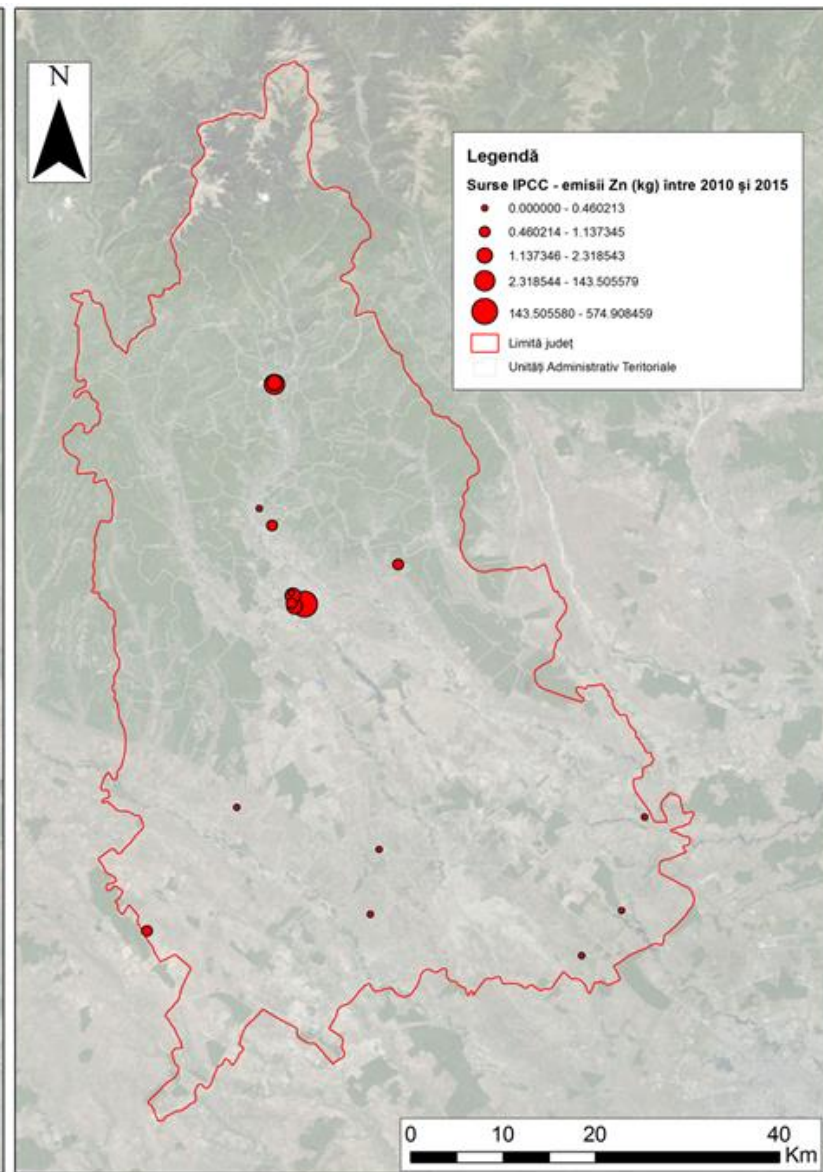 N
Legendă
Surse IPCC - emisii Zn (kg) între 2010 și 2015
0.000000 - 0.460213
0.460214 - 1.137345
1.137346 - 2.318543
2.318544 - 143.505579
143.505580 - 574.908459
Limită județ
Unități Administrativ Teritoriale
0 10 20 40
Km